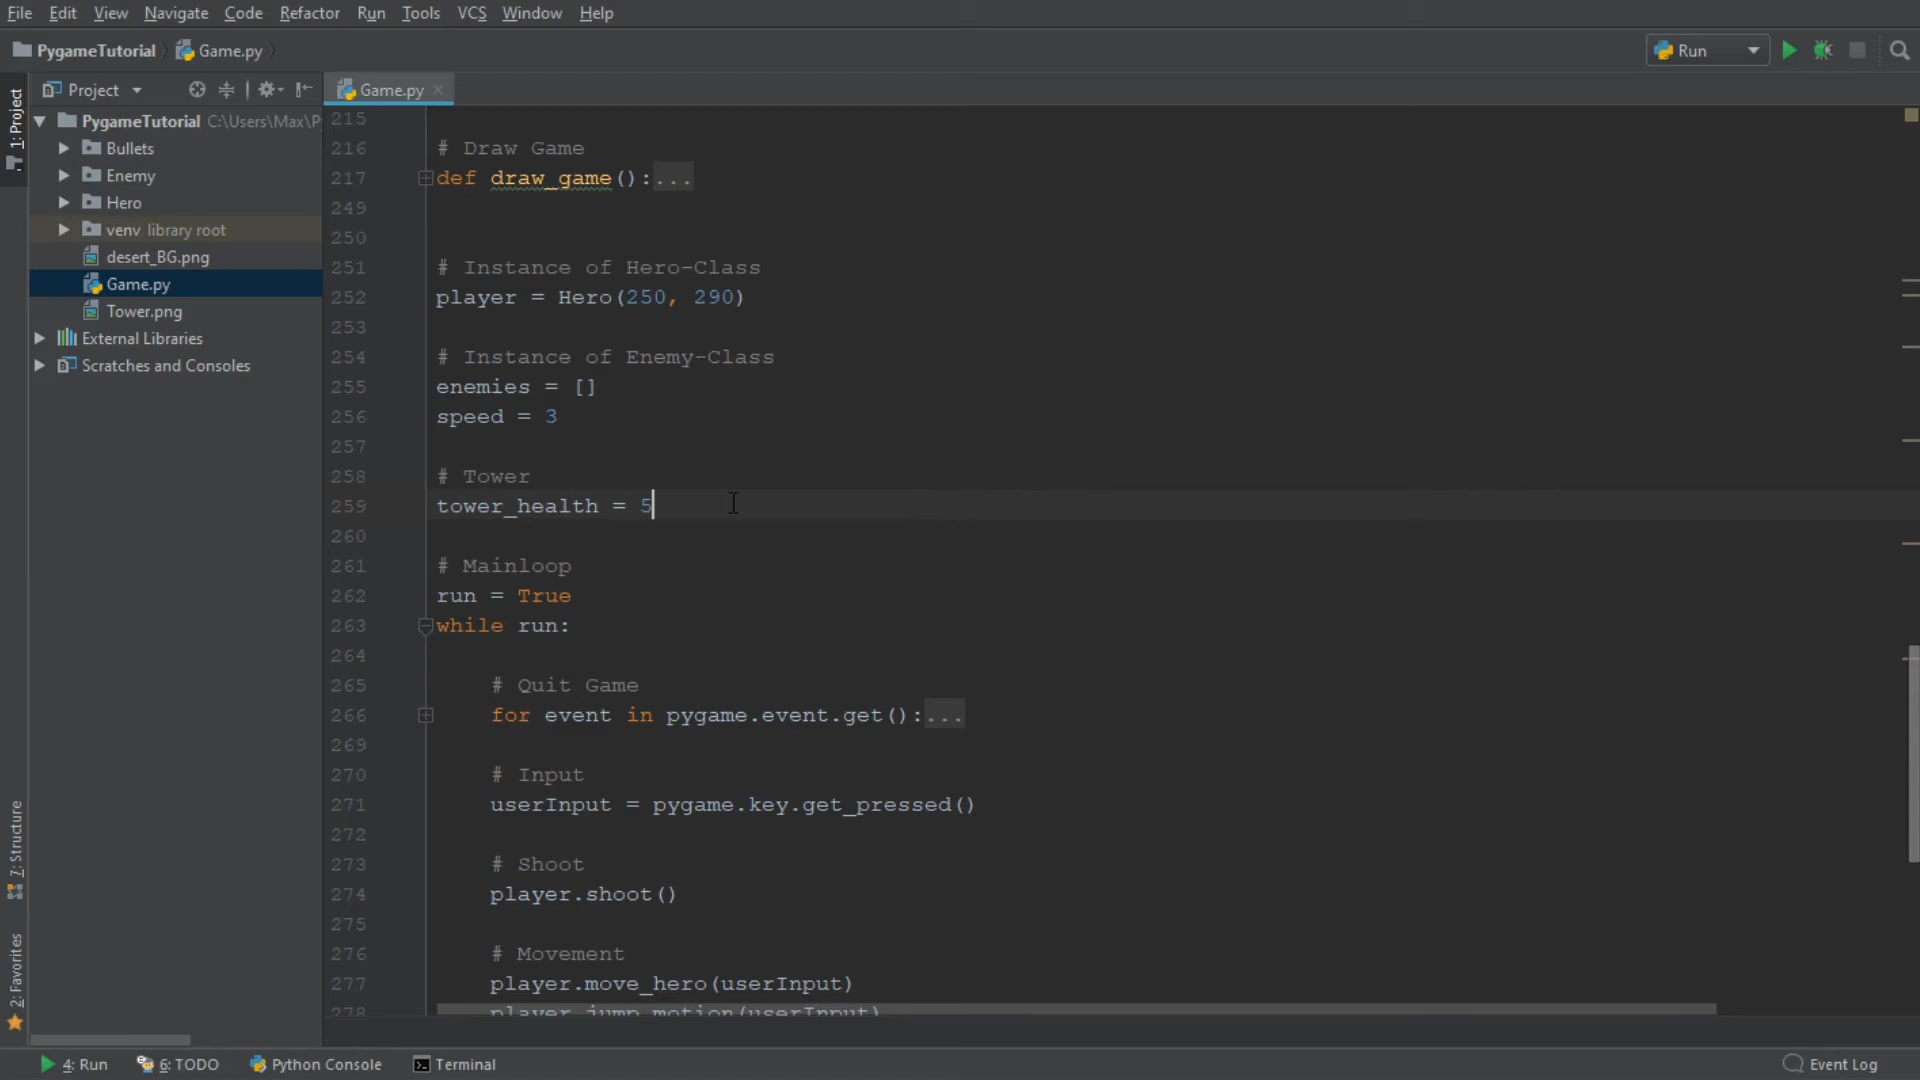 File Edit View Navigate Code Refactor Run Tools VCS Window Help
PygameTutorial Game.py Run
1: Project
Project Game.py
PygameTutorial C:\Users\Max\P
Bullets
Enemy
Hero
venv library root
desert_BG.png
Game.py
Tower.png
External Libraries
Scratches and Consoles
7: Structure
2: Favorites
215
216 # Draw Game
217 def draw_game():...
249
250
251 # Instance of Hero-Class
252 player = Hero(250, 290)
253
254 # Instance of Enemy-Class
255 enemies = []
256 speed = 3
257
258 # Tower
259 tower_health = 5
260
261 # Mainloop
262 run = True
263 while run:
264
265 # Quit Game
266 for event in pygame.event.get():...
269
270 # Input
271 userInput = pygame.key.get_pressed()
272
273 # Shoot
274 player.shoot()
275
276 # Movement
277 player.move_hero(userInput)
278 player.jump_motion(userInput)
4: Run 6: TODO Python Console Terminal Event Log